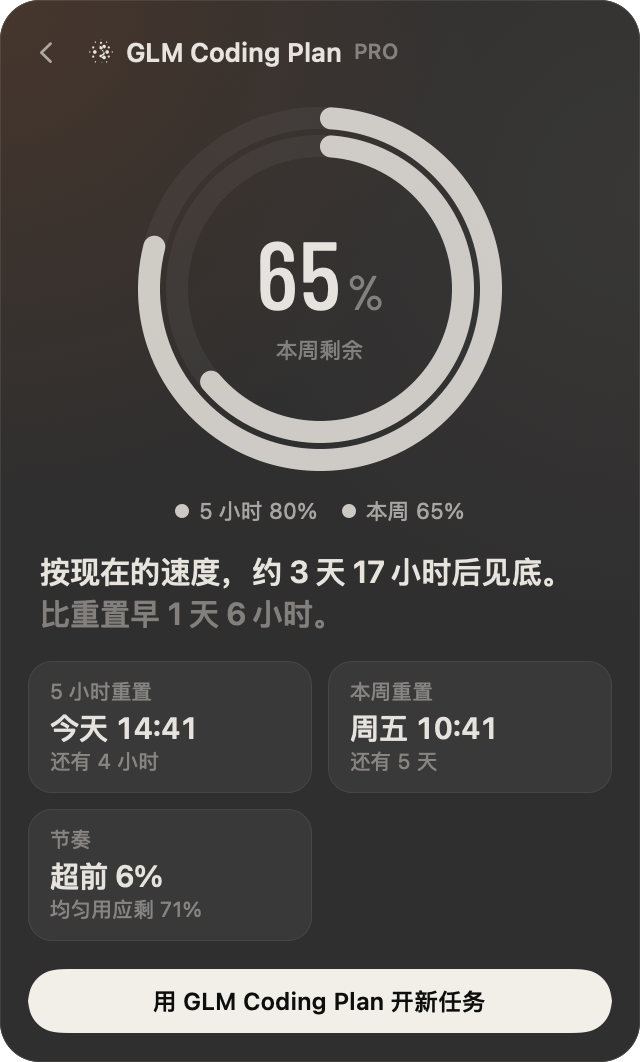 GLM Coding Plan PRO
65%
本周剩余
5 小时 80% 本周 65%
按现在的速度，约 3 天 17 小时后见底。
比重置早 1 天 6 小时。
5 小时重置
今天 14:41
还有 4 小时
本周重置
周五 10:41
还有 5 天
节奏
超前 6%
均匀用应剩 71%
用 GLM Coding Plan 开新任务